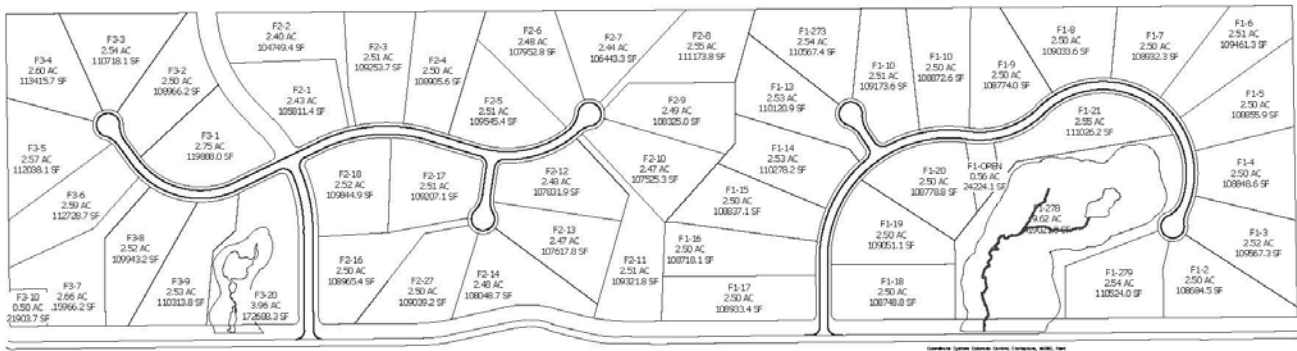 F3-4
2.60 AC
113415.7 SF
F3-3
2.54 AC
110718.1 SF
F3-2
2.50 AC
108966.2 SF
F2-2
2.40 AC
104749.4 SF
F2-3
2.51 AC
109253.7 SF
F2-4
2.50 AC
108905.6 SF
F2-6
2.48 AC
107952.8 SF
F2-7
2.44 AC
106443.3 SF
F2-8
2.55 AC
111173.8 SF
F1-273
2.54 AC
110567.4 SF
F1-10
2.51 AC
109173.6 SF
F1-10
2.50 AC
108872.6 SF
F1-9
2.50 AC
108774.0 SF
F1-8
2.50 AC
109033.6 SF
F1-7
2.50 AC
108932.3 SF
F1-6
2.51 AC
109461.3 SF
F2-1
2.43 AC
105811.4 SF
F2-5
2.51 AC
109545.4 SF
F2-9
2.49 AC
108325.0 SF
F1-13
2.53 AC
110120.9 SF
F1-21
2.55 AC
111026.2 SF
F1-5
2.50 AC
108855.9 SF
F3-1
2.75 AC
119888.0 SF
F3-5
2.57 AC
112038.1 SF
F3-6
2.59 AC
112728.7 SF
F2-18
2.52 AC
109844.9 SF
F2-17
2.51 AC
109207.1 SF
F2-12
2.48 AC
107831.9 SF
F2-10
2.47 AC
107525.3 SF
F1-14
2.53 AC
110278.2 SF
F1-15
2.50 AC
108837.1 SF
F1-20
2.50 AC
108778.8 SF
F1-OPEN
0.56 AC
24224.1 SF
F1-4
2.50 AC
108848.6 SF
F1-278
9.62 AC
F3-8
2.52 AC
109943.2 SF
F2-13
2.47 AC
107617.8 SF
F1-16
2.50 AC
108718.1 SF
F1-19
2.50 AC
109051.1 SF
F1-3
2.52 AC
109567.3 SF
F3-10
0.50 AC
21903.7 SF
F3-7
2.66 AC
15966.2 SF
F3-9
2.53 AC
110313.8 SF
F3-20
3.96 AC
172688.3 SF
F2-16
2.50 AC
108965.4 SF
F2-27
2.50 AC
109039.2 SF
F2-14
2.48 AC
108048.7 SF
F2-11
2.51 AC
109321.8 SF
F1-17
2.50 AC
108933.4 SF
F1-18
2.50 AC
108748.8 SF
F1-279
2.54 AC
110524.0 SF
F1-2
2.50 AC
108684.5 SF